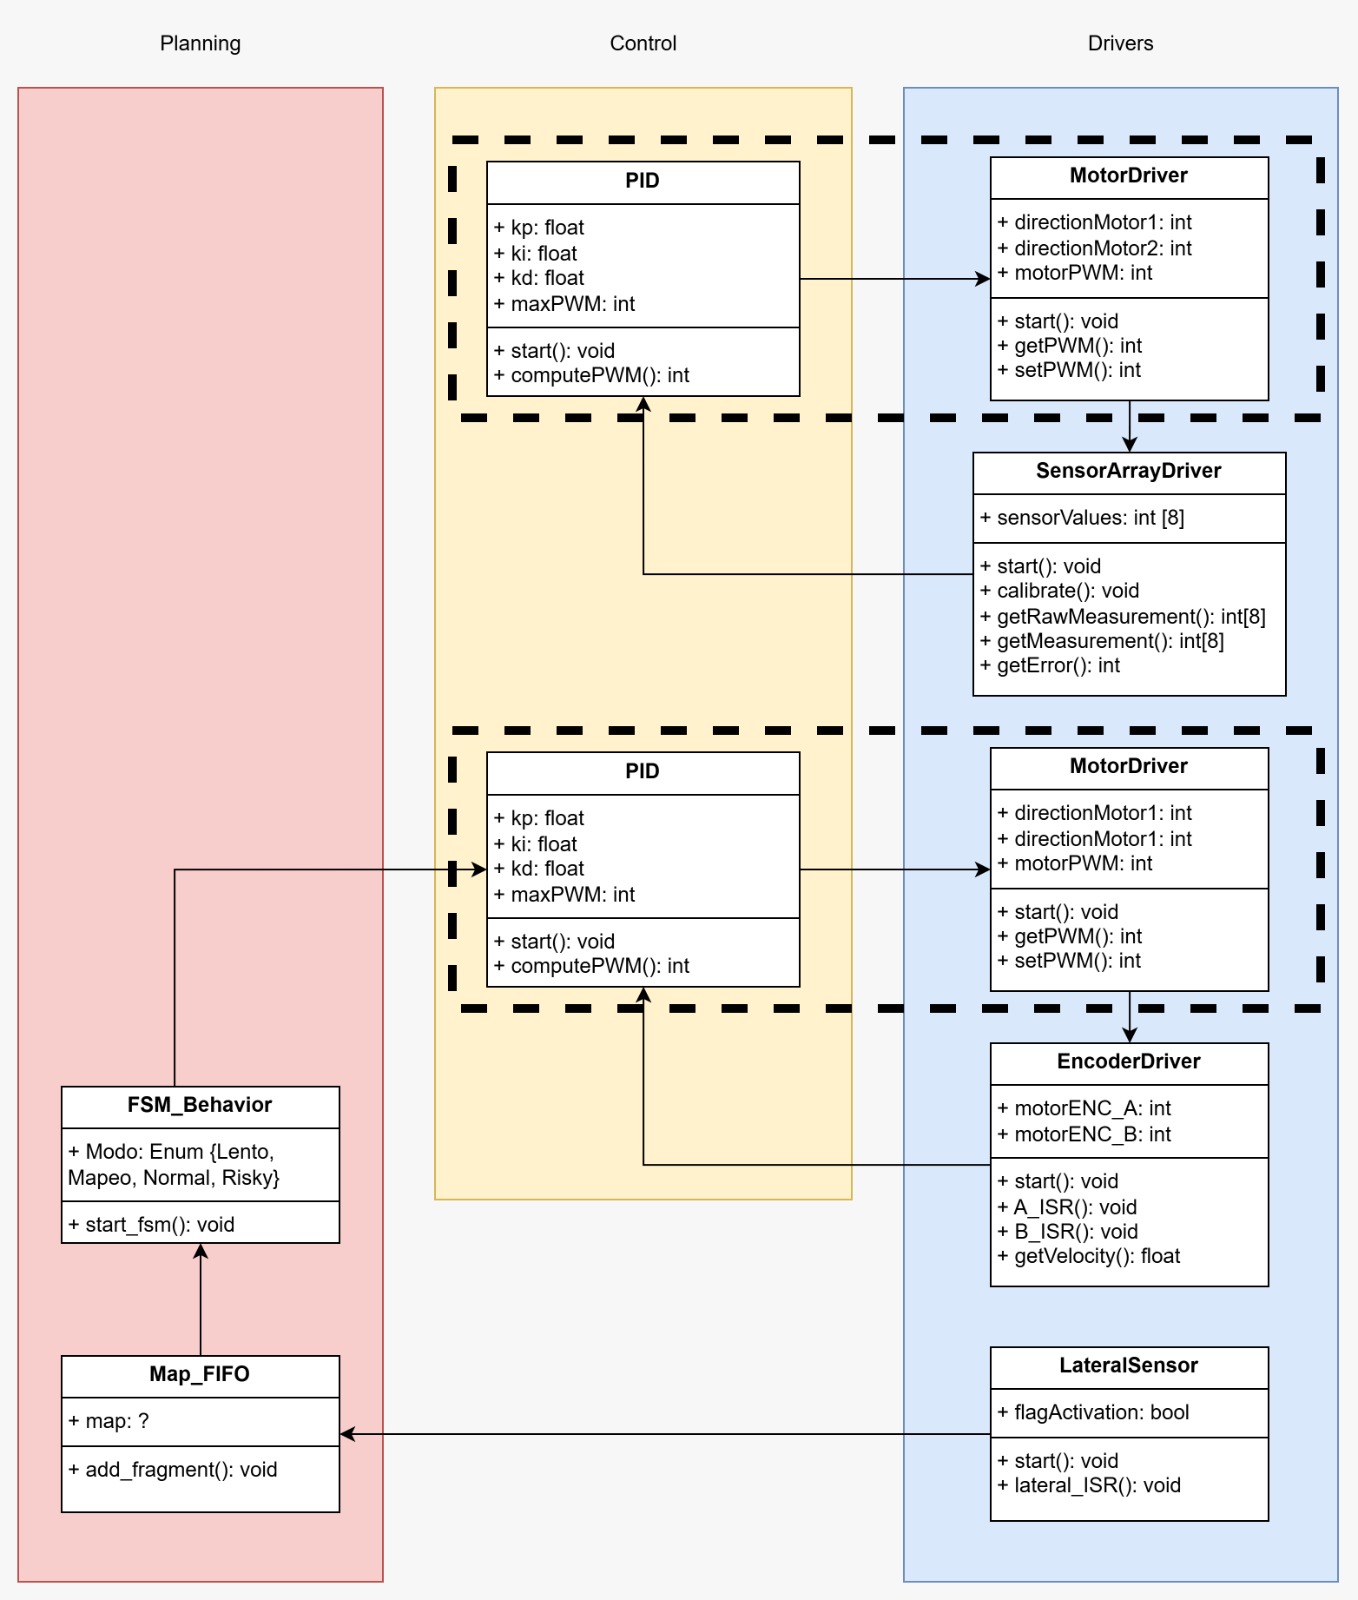 Planning
Control
Drivers
PID
+ kp: float
+ ki: float
+ kd: float
+ maxPWM: int
+ start(): void
+ computePWM(): int
MotorDriver
+ directionMotor1: int
+ directionMotor2: int
+ motorPWM: int
+ start(): void
+ getPWM(): int
+ setPWM(): int
SensorArrayDriver
+ sensorValues: int [8]
+ start(): void
+ calibrate(): void
+ getRawMeasurement(): int[8]
+ getMeasurement(): int[8]
+ getError(): int
PID
+ kp: float
+ ki: float
+ kd: float
+ maxPWM: int
+ start(): void
+ computePWM(): int
MotorDriver
+ directionMotor1: int
+ directionMotor1: int
+ motorPWM: int
+ start(): void
+ getPWM(): int
+ setPWM(): int
EncoderDriver
+ motorENC_A: int
+ motorENC_B: int
+ start(): void
+ A_ISR(): void
+ B_ISR(): void
+ getVelocity(): float
FSM_Behavior
+ Modo: Enum {Lento,
Mapeo, Normal, Risky}
+ start_fsm(): void
Map_FIFO
+ map: ?
+ add_fragment(): void
LateralSensor
+ flagActivation: bool
+ start(): void
+ lateral_ISR(): void